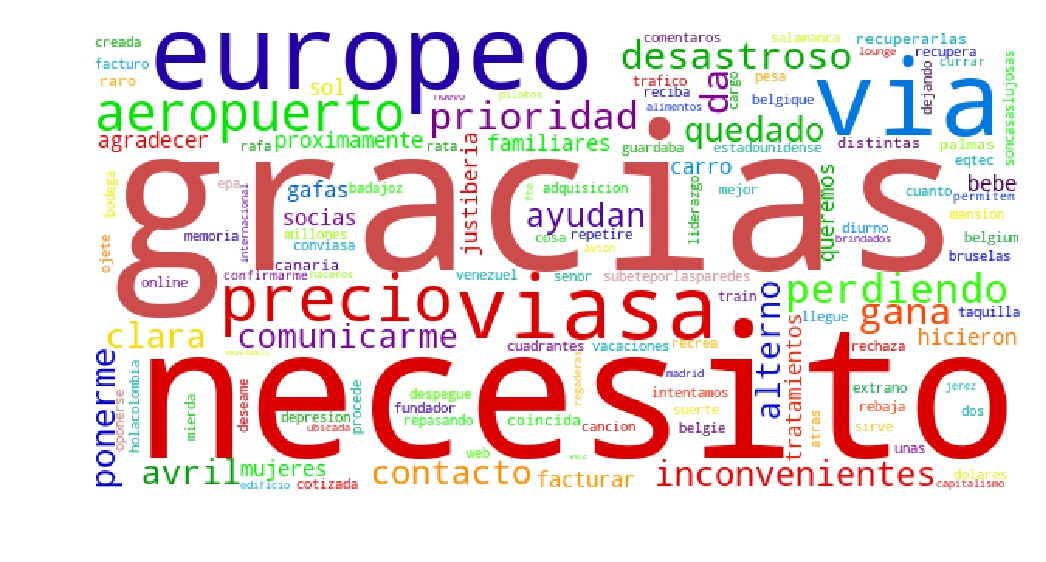 creada
europeo
comentaros
salamanca
recuperarlas
facturo
desastroso
lounge
recupera
raro
sol
trafico
da
cargo
pesa
via
currar
dejando
soncasaslujosas
aeropuerto
nuevo
pilotos
prioridad
reciba
alimentos
belgique
agradecer
rafa
proximamente
rata.
familiares
guardaba
quedado
estadounidense
distintas
palmas
gracias
justiberia
carro
eqtec
bodega
epa
internacional
gafas
badajoz
fte
adquisicion
liderazgo
mejor
queremos
cuanto
bebe
permitem
socias
ayudan
mansion
memoria
millones
conviasa
cosa
repetire
avion
diurno
brindados
belgium
ojete
canaria
bruselas
online
confirmarme
haceros
venezuel
senor
subeteporlasparedes
precio
viasa.
train
alterno
perdiendo
clara
comunicarme
llegue
gana
taquilla
cuadrantes
vacaciones
recrea
tratamientos
rechaza
hicieron
necesito
ponerme
oponerse
holacolombia
mierda
deseame
depresion
ubicada
procede
despegue
fundador
repasando
regaderas
coincida
cancion
madrid
intentamos
suerte
belgie
atras
extrano
rebaja
sirve
jerez
dos
unas
avril
mujeres
edificio
cotizada
contacto
web
facturar
inconvenientes
dolares
capitalismo